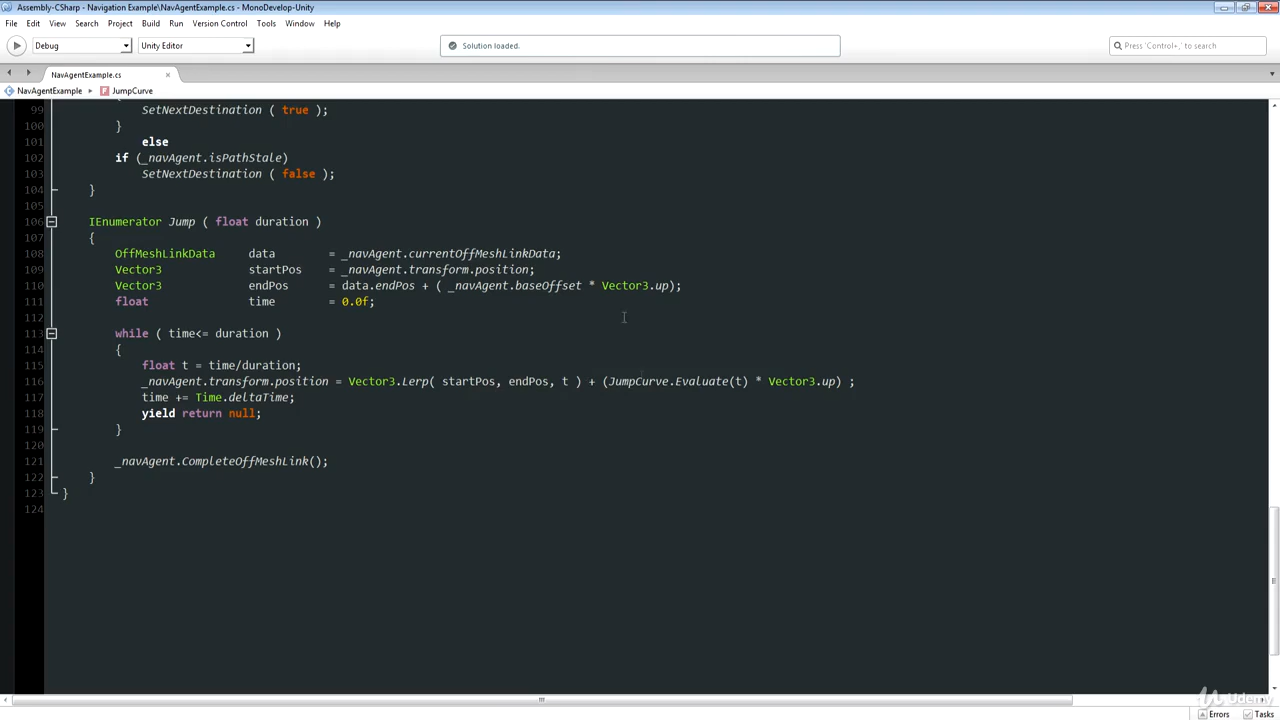 Assembly-CSharp - Navigation Example\NavAgentExample.cs - MonoDevelop-Unity
File Edit View Search Project Build Run Version Control Tools Window Help
Debug Unity Editor Solution loaded. Press 'Control+,' to search
NavAgentExample.cs
NavAgentExample JumpCurve
99 SetNextDestination ( true );
100 }
101 else
102 if (_navAgent.isPathStale)
103 SetNextDestination ( false );
104 }
105
106 IEnumerator Jump ( float duration )
107 {
108 OffMeshLinkData data = _navAgent.currentOffMeshLinkData;
109 Vector3 startPos = _navAgent.transform.position;
110 Vector3 endPos = data.endPos + ( _navAgent.baseOffset * Vector3.up);
111 float time = 0.0f;
112
113 while ( time<= duration )
114 {
115 float t = time/duration;
116 _navAgent.transform.position = Vector3.Lerp( startPos, endPos, t ) + (JumpCurve.Evaluate(t) * Vector3.up) ;
117 time += Time.deltaTime;
118 yield return null;
119 }
120
121 _navAgent.CompleteOffMeshLink();
122 }
123 }
124
Udemy
Errors Tasks